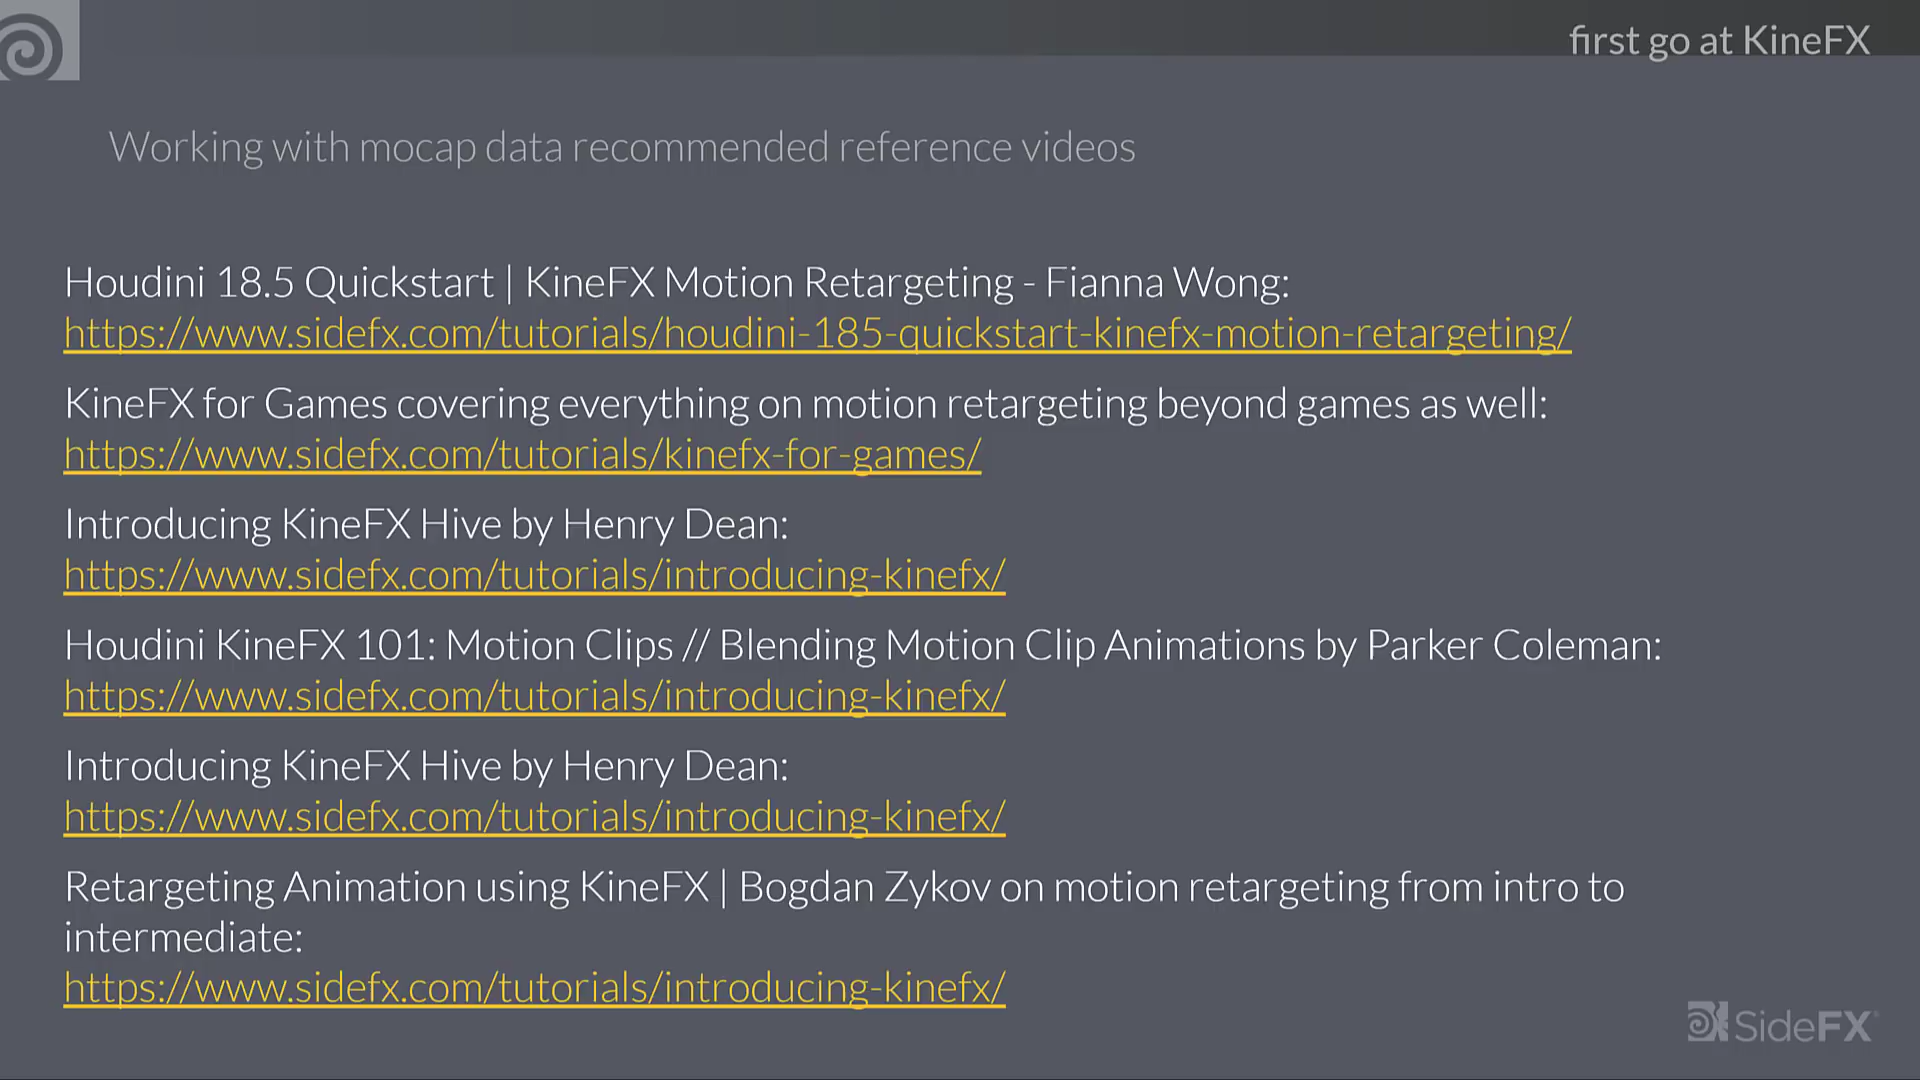 first go at KineFX
Working with mocap data recommended reference videos
Houdini 18.5 Quickstart | KineFX Motion Retargeting - Fianna Wong:
https://www.sidefx.com/tutorials/houdini-185-quickstart-kinefx-motion-retargeting/
KineFX for Games covering everything on motion retargeting beyond games as well:
https://www.sidefx.com/tutorials/kinefx-for-games/
Introducing KineFX Hive by Henry Dean:
https://www.sidefx.com/tutorials/introducing-kinefx/
Houdini KineFX 101: Motion Clips // Blending Motion Clip Animations by Parker Coleman:
https://www.sidefx.com/tutorials/introducing-kinefx/
Introducing KineFX Hive by Henry Dean:
https://www.sidefx.com/tutorials/introducing-kinefx/
Retargeting Animation using KineFX | Bogdan Zykov on motion retargeting from intro to
intermediate:
https://www.sidefx.com/tutorials/introducing-kinefx/
SideFX